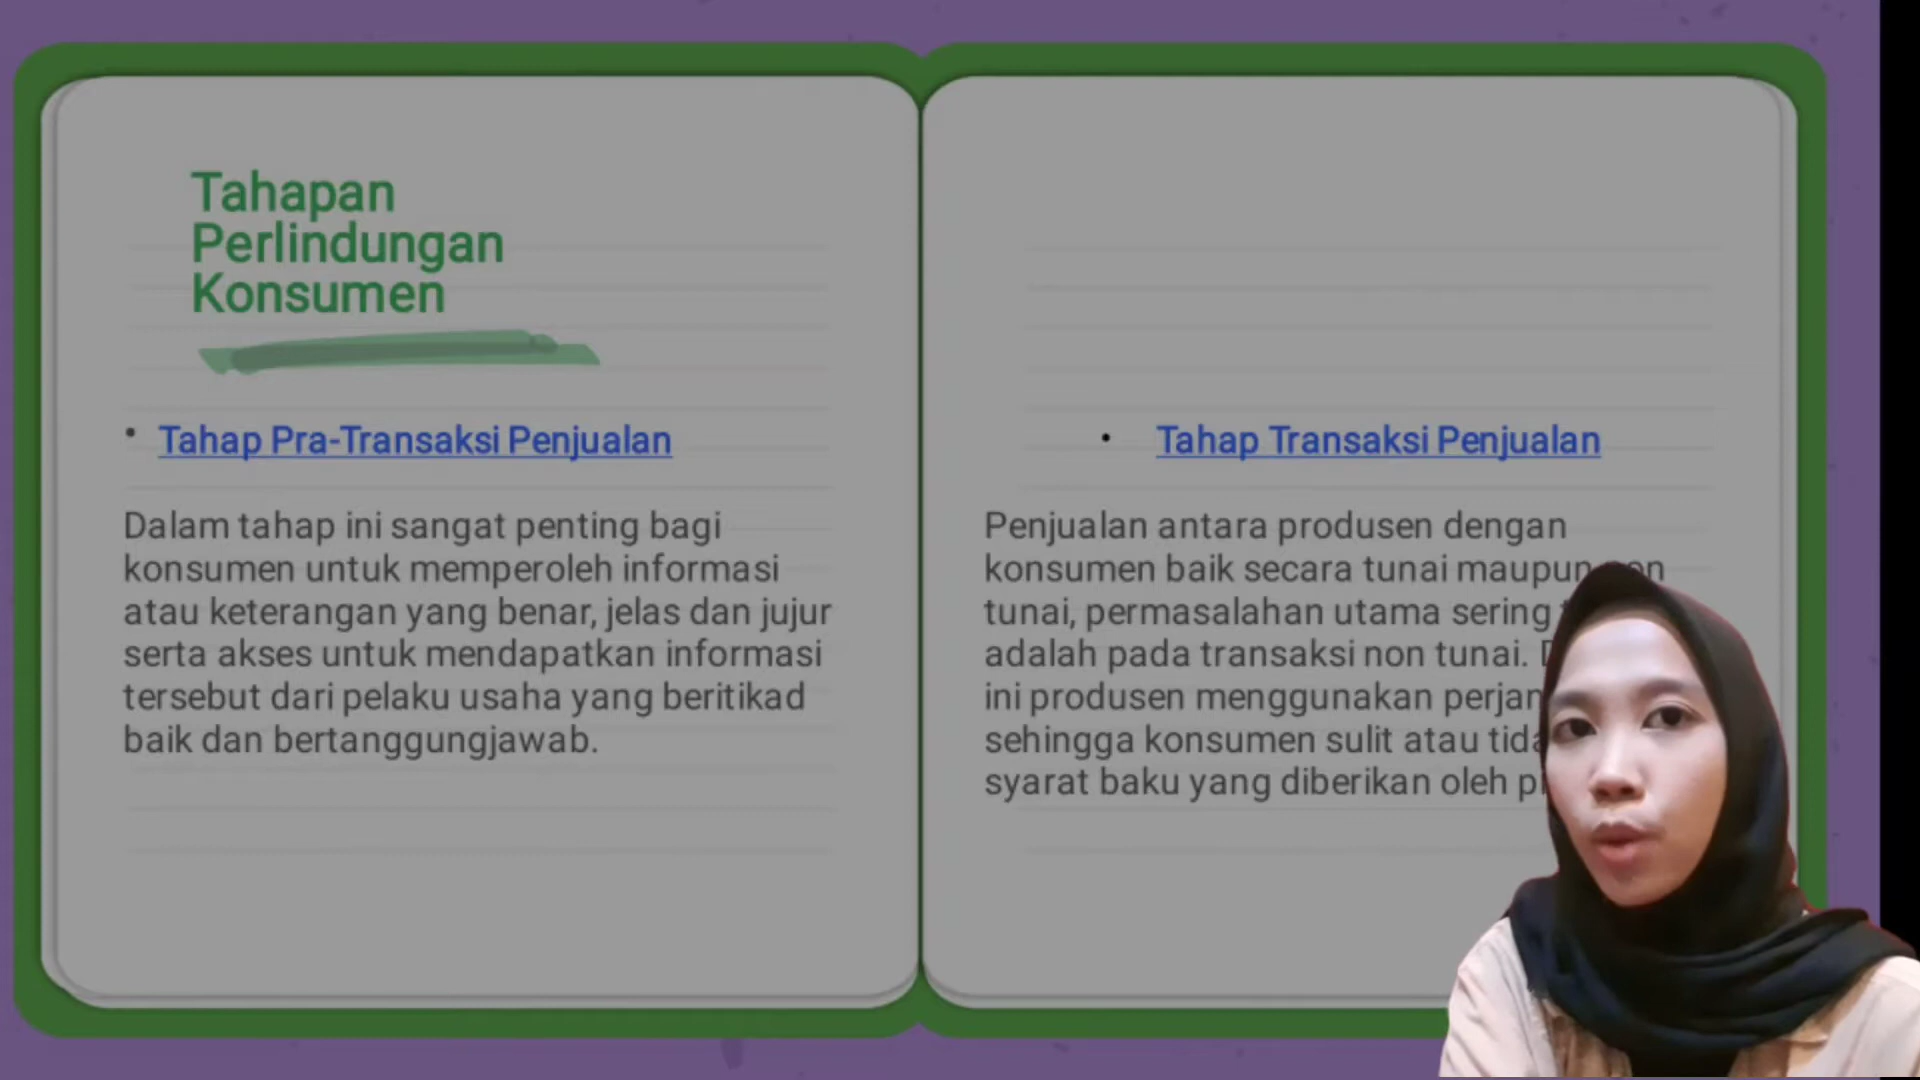 Tahapan
Perlindungan
Konsumen
• Tahap Pra-Transaksi Penjualan
Dalam tahap ini sangat penting bagi
konsumen untuk memperoleh informasi
atau keterangan yang benar, jelas dan jujur
serta akses untuk mendapatkan informasi
tersebut dari pelaku usaha yang beritikad
baik dan bertanggungjawab.
• Tahap Transaksi Penjualan
Penjualan antara produsen dengan
konsumen baik secara tunai maupun non
tunai, permasalahan utama sering
adalah pada transaksi non tunai.
ini produsen menggunakan
sehingga konsumen sulit atau
syarat baku yang diberikan oleh